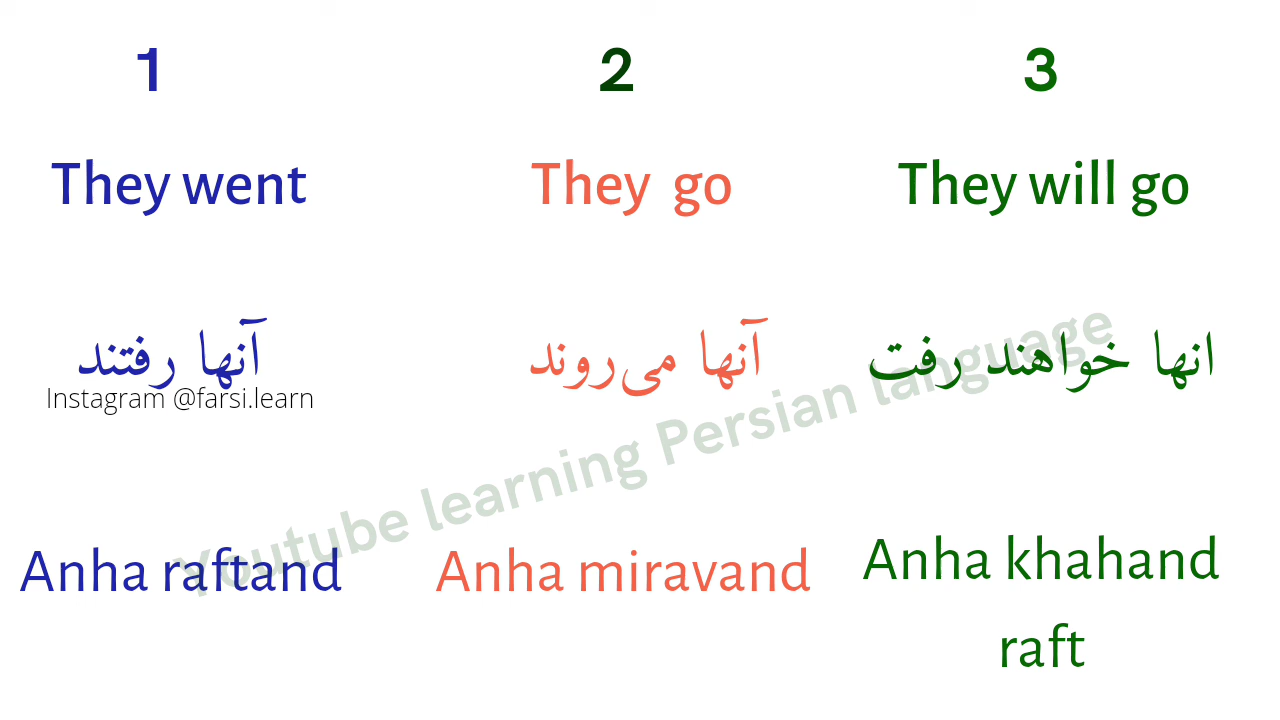 1
2
3
They went
They go
They will go
آنها رفتند
آنها می‌روند
انها خواهند رفت
Instagram @farsi.learn
Youtube learning Persian language
Anha raftand
Anha miravand
Anha khahand
raft